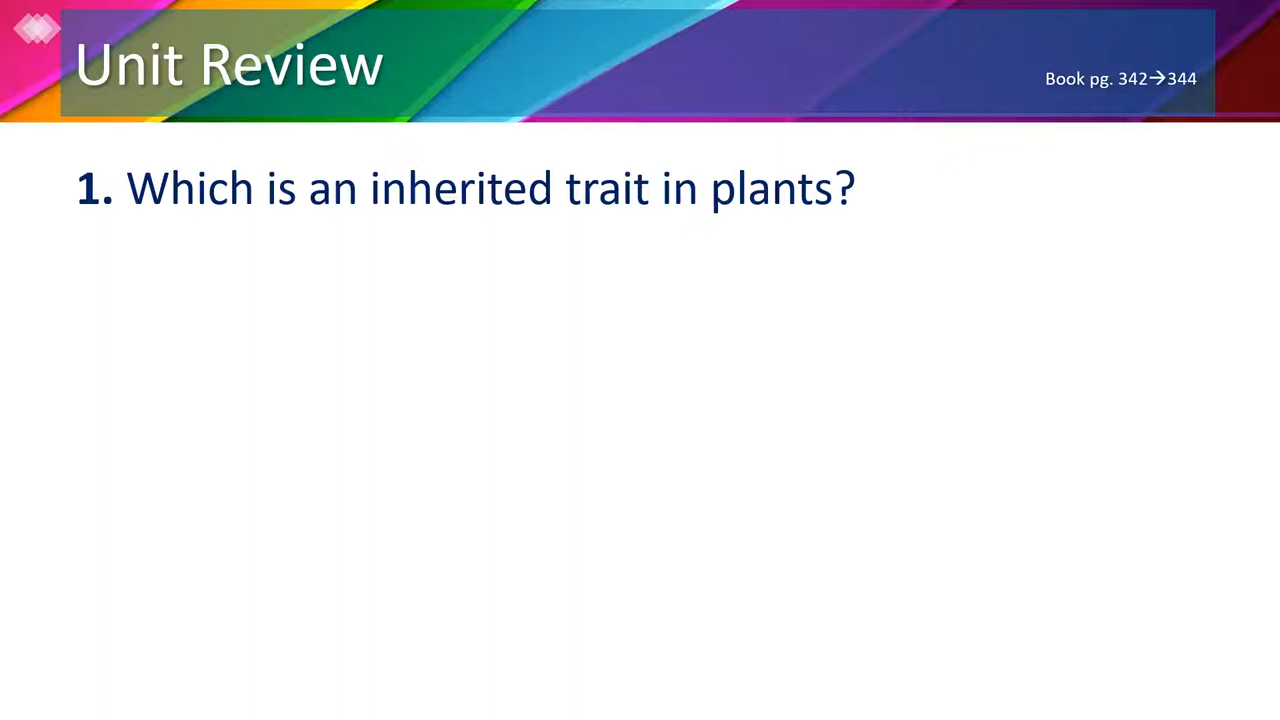 Unit Review
Book pg. 342→344
1. Which is an inherited trait in plants?